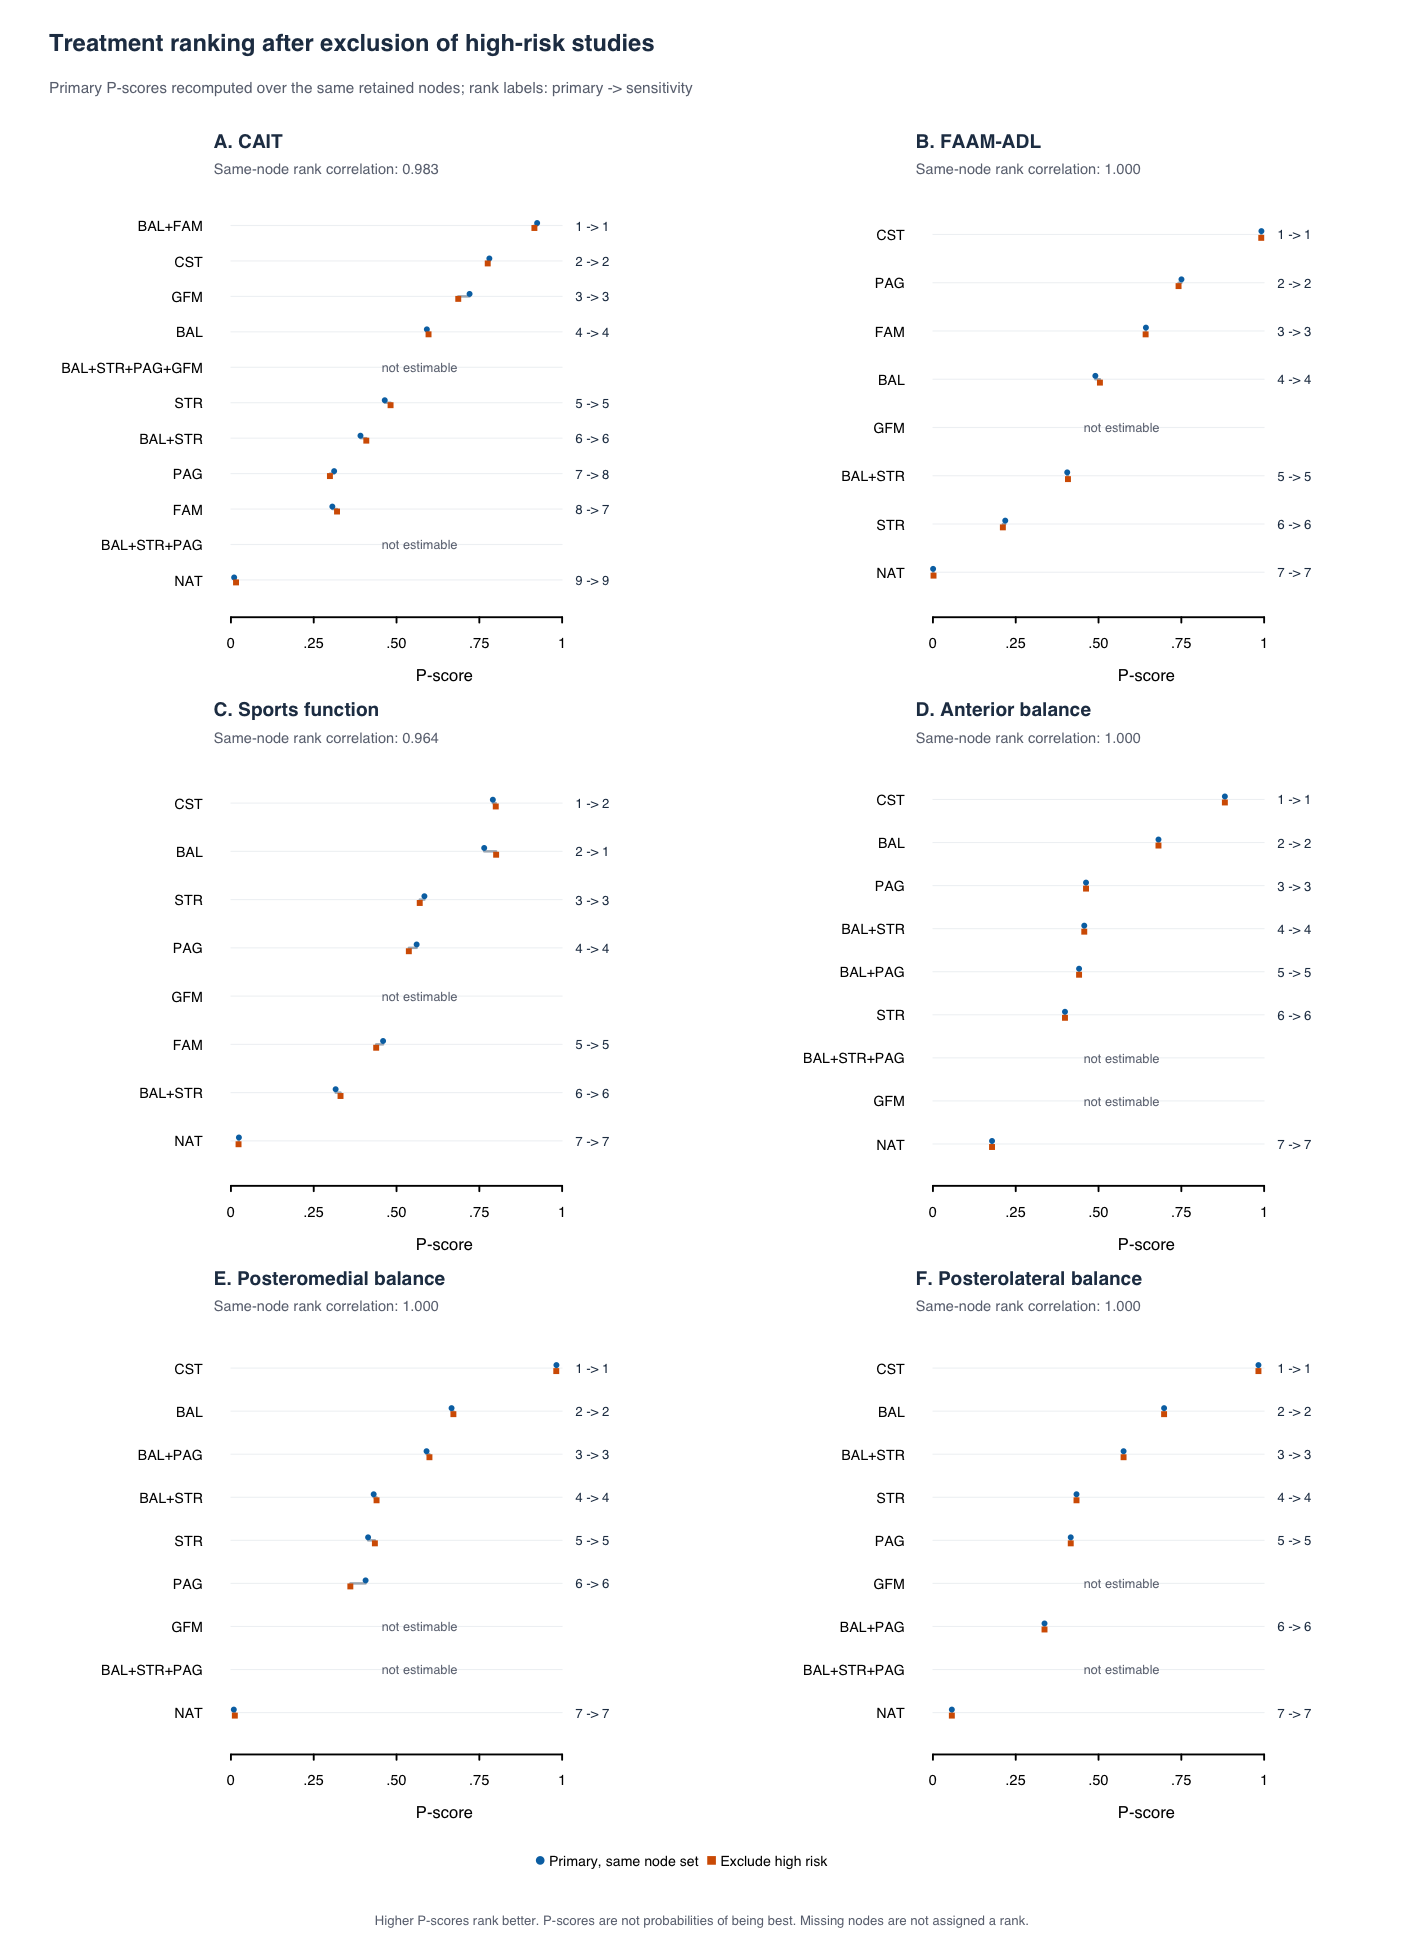 Treatment ranking after exclusion of high-risk studies
Primary P-scores recomputed over the same retained nodes; rank labels: primary -> sensitivity
A. CAIT
Same-node rank correlation: 0.983
BAL+FAM 1 -> 1
CST 2 -> 2
GFM 3 -> 3
BAL 4 -> 4
BAL+STR+PAG+GFM not estimable
STR 5 -> 5
BAL+STR 6 -> 6
PAG 7 -> 8
FAM 8 -> 7
BAL+STR+PAG not estimable
NAT 9 -> 9
0 .25 .50 .75 1
P-score
B. FAAM-ADL
Same-node rank correlation: 1.000
CST 1 -> 1
PAG 2 -> 2
FAM 3 -> 3
BAL 4 -> 4
GFM not estimable
BAL+STR 5 -> 5
STR 6 -> 6
NAT 7 -> 7
0 .25 .50 .75 1
P-score
C. Sports function
Same-node rank correlation: 0.964
CST 1 -> 2
BAL 2 -> 1
STR 3 -> 3
PAG 4 -> 4
GFM not estimable
FAM 5 -> 5
BAL+STR 6 -> 6
NAT 7 -> 7
0 .25 .50 .75 1
P-score
D. Anterior balance
Same-node rank correlation: 1.000
CST 1 -> 1
BAL 2 -> 2
PAG 3 -> 3
BAL+STR 4 -> 4
BAL+PAG 5 -> 5
STR 6 -> 6
BAL+STR+PAG not estimable
GFM not estimable
NAT 7 -> 7
0 .25 .50 .75 1
P-score
E. Posteromedial balance
Same-node rank correlation: 1.000
CST 1 -> 1
BAL 2 -> 2
BAL+PAG 3 -> 3
BAL+STR 4 -> 4
STR 5 -> 5
PAG 6 -> 6
GFM not estimable
BAL+STR+PAG not estimable
NAT 7 -> 7
0 .25 .50 .75 1
P-score
F. Posterolateral balance
Same-node rank correlation: 1.000
CST 1 -> 1
BAL 2 -> 2
BAL+STR 3 -> 3
STR 4 -> 4
PAG 5 -> 5
GFM not estimable
BAL+PAG 6 -> 6
BAL+STR+PAG not estimable
NAT 7 -> 7
0 .25 .50 .75 1
P-score
Primary, same node set Exclude high risk
Higher P-scores rank better. P-scores are not probabilities of being best. Missing nodes are not assigned a rank.